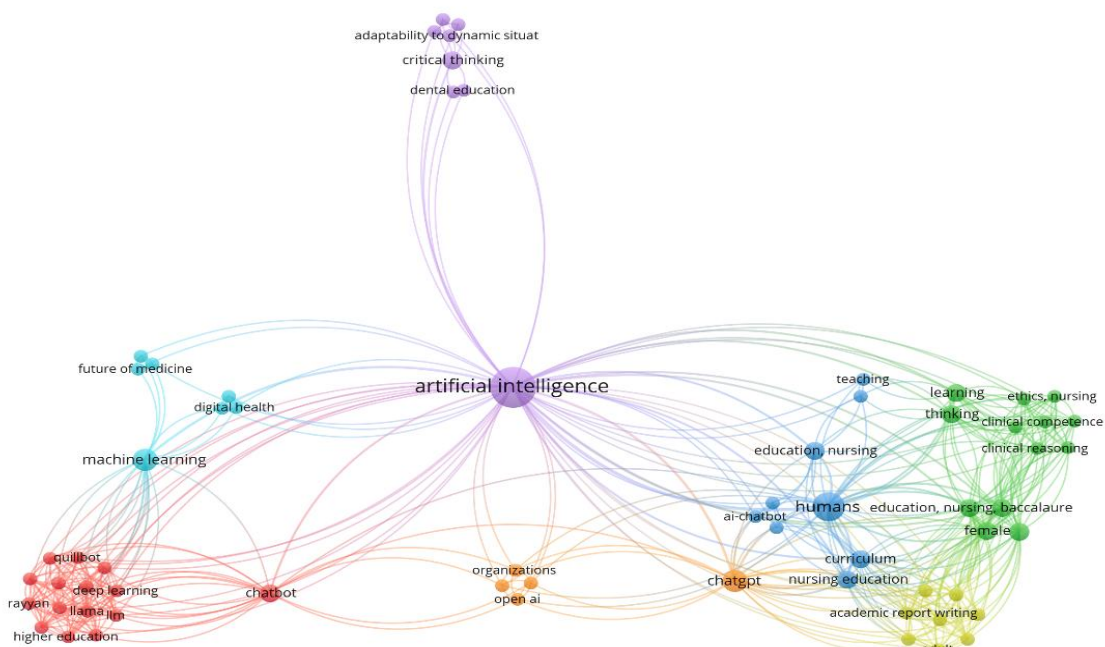 adaptability to dynamic situat
critical thinking
dental education
future of medicine
digital health
machine learning
artificial intelligence
teaching
learning
ethics, nursing
thinking
clinical competence
clinical reasoning
education, nursing
humans
education, nursing, baccalaure
ai-chatbot
female
curriculum
nursing education
chatgpt
organizations
open ai
chatbot
quillbot
deep learning
rayyan
llama
llm
higher education
academic report writing